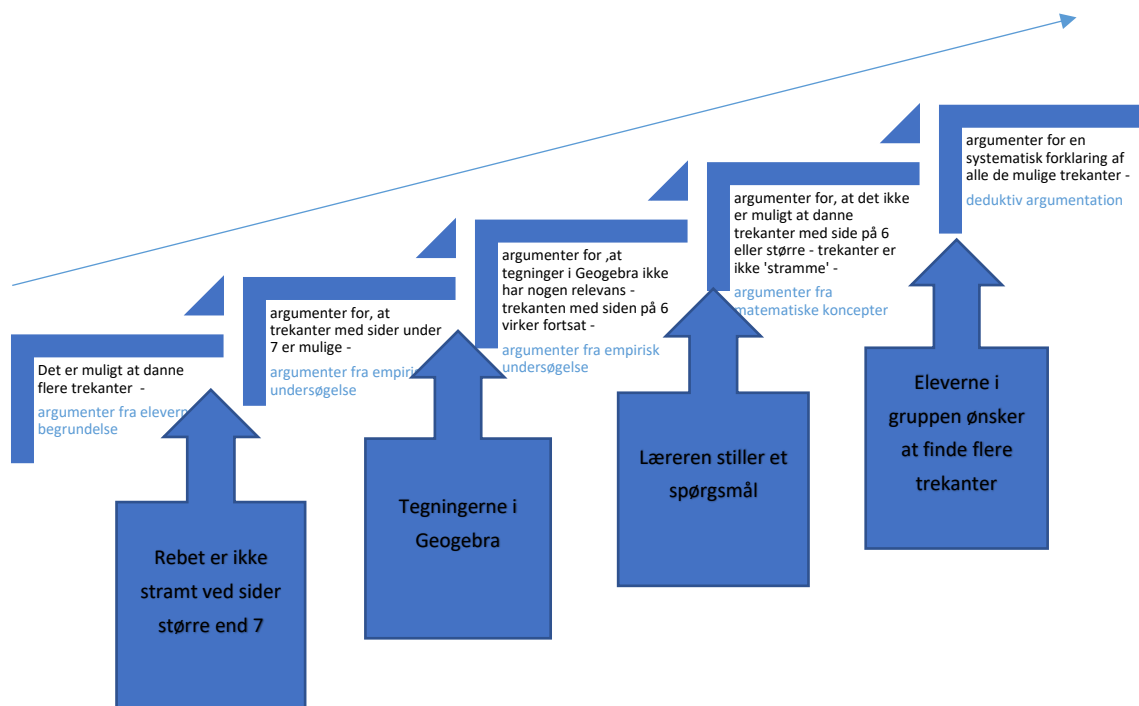 Det er muligt at danne
flere trekanter -
argumenter fra elevern
begrundelse
Rebet er ikke
stramt ved sider
større end 7
argumenter for, at
trekanter med sider under
7 er mulige -
argumenter fra empiris
undersøgelse
Tegningerne i
Geogebra
argumenter for ,at
tegninger i Geogebra ikke
har nogen relevans -
trekanten med siden på 6
virker fortsat -
argumenter fra empirisk
undersøgelse
Læreren stiller et
spørgsmål
argumenter for, at det ikke
er muligt at danne
trekanter med side på 6
eller større - trekanter er
ikke 'stramme' -
argumenter fra
matematiske koncepter
Eleverne i
gruppen ønsker
at finde flere
trekanter
argumenter for en
systematisk forklaring af
alle de mulige trekanter -
deduktiv argumentation